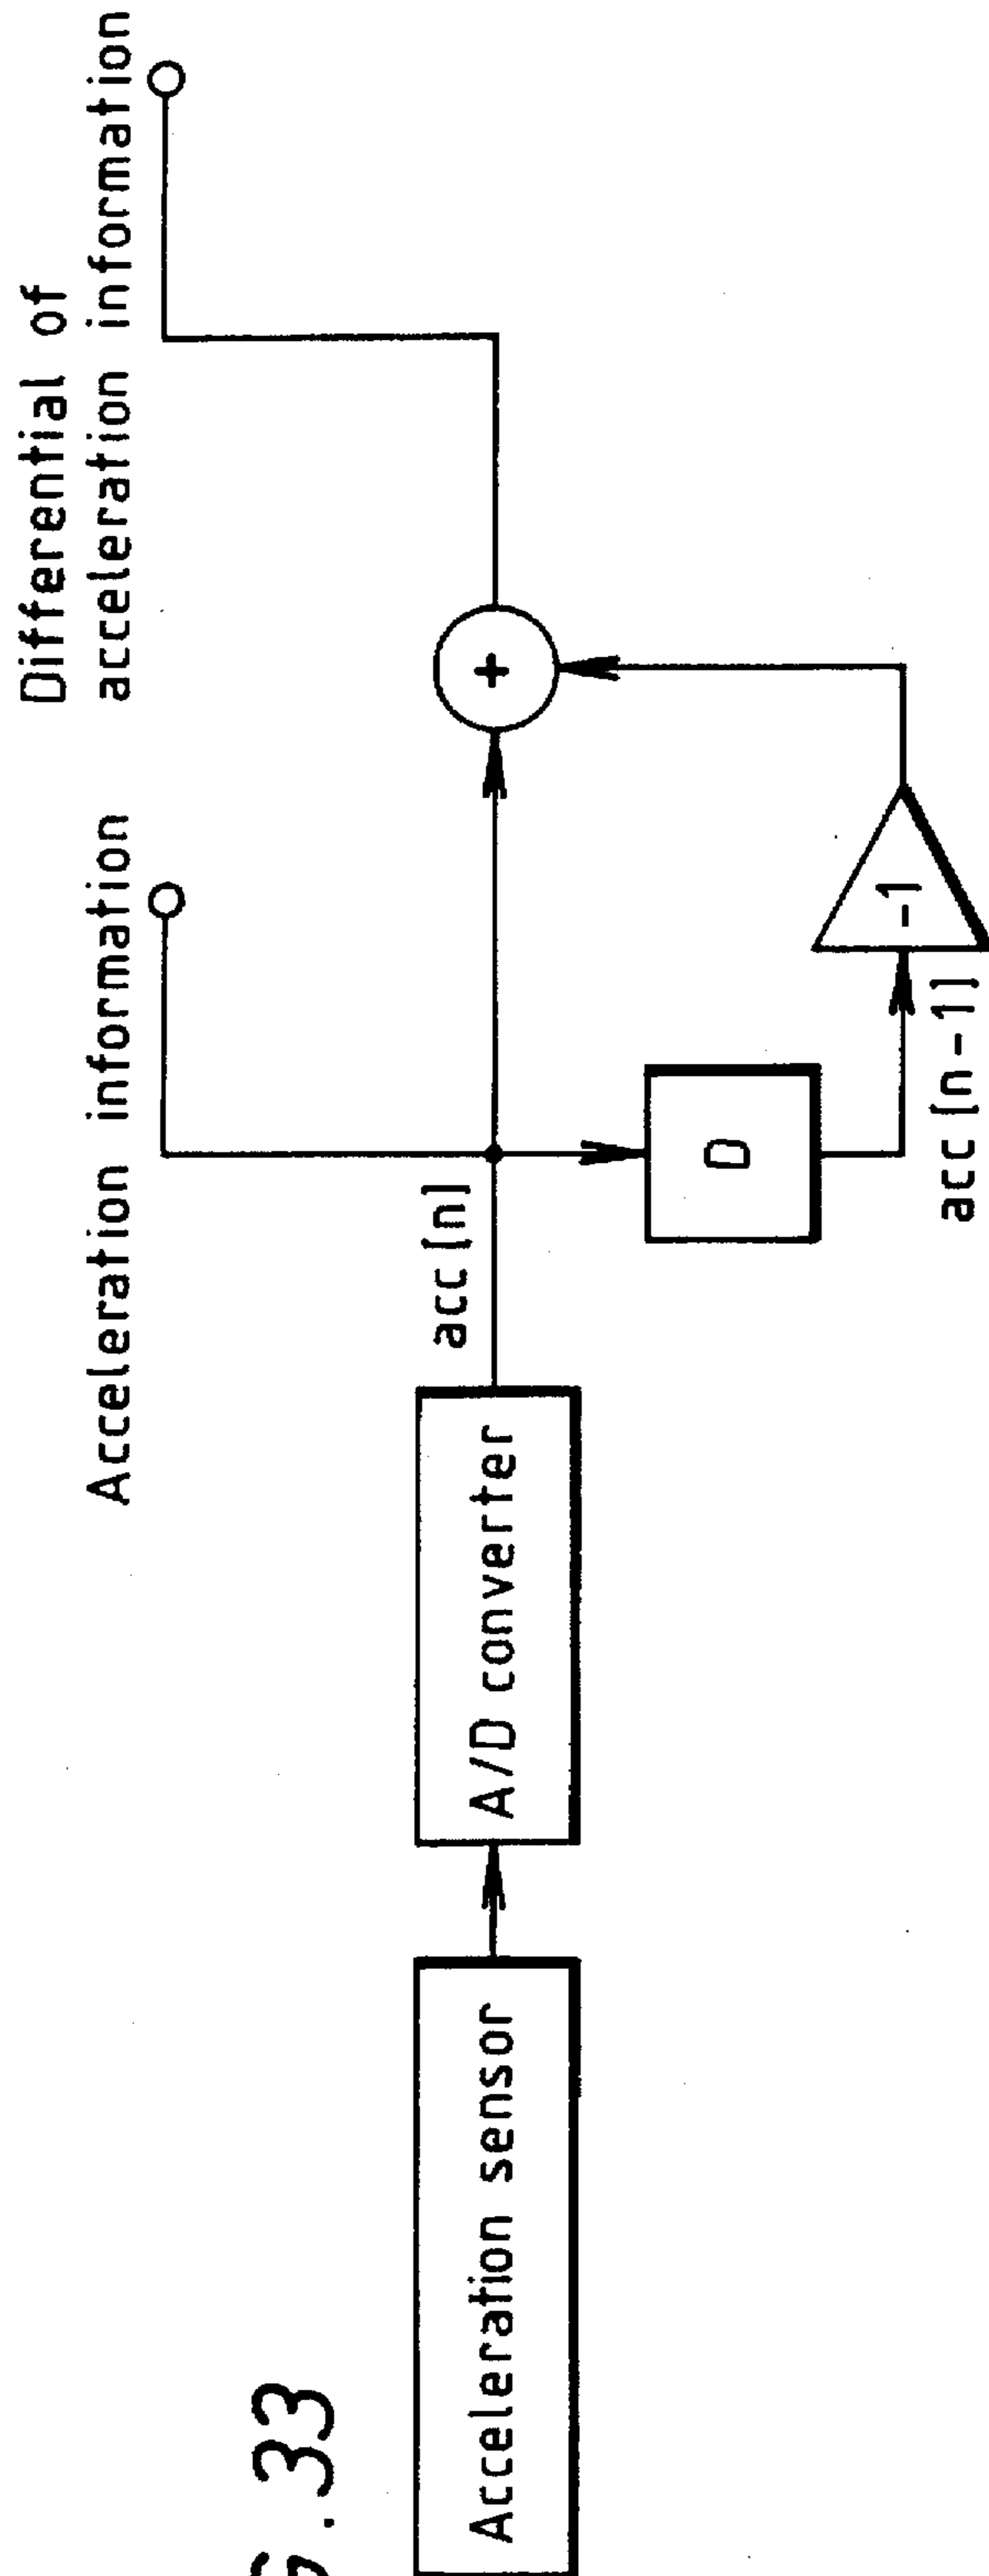 .33
Differential of
acceleration information
Acceleration information
acc[n]
Acceleration sensor
A/D converter
+
D
-1
acc[n-1]